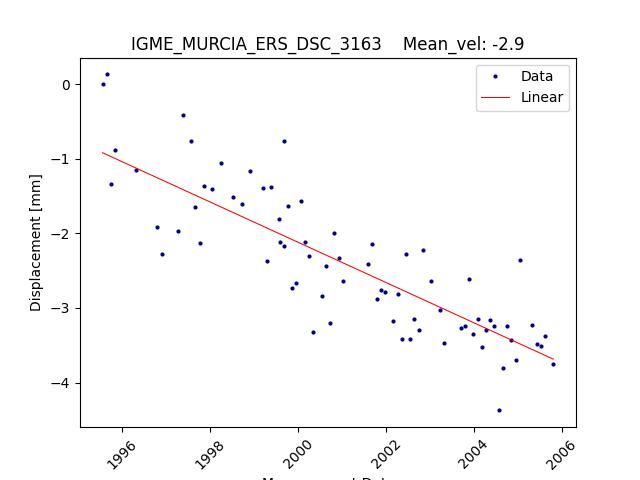 IGME_MURCIA_ERS_DSC_3163    Mean_vel: -2.9
Data
Linear
Displacement [mm]
0
−1
−2
−3
−4
1996
1998
2000
2002
2004
2006